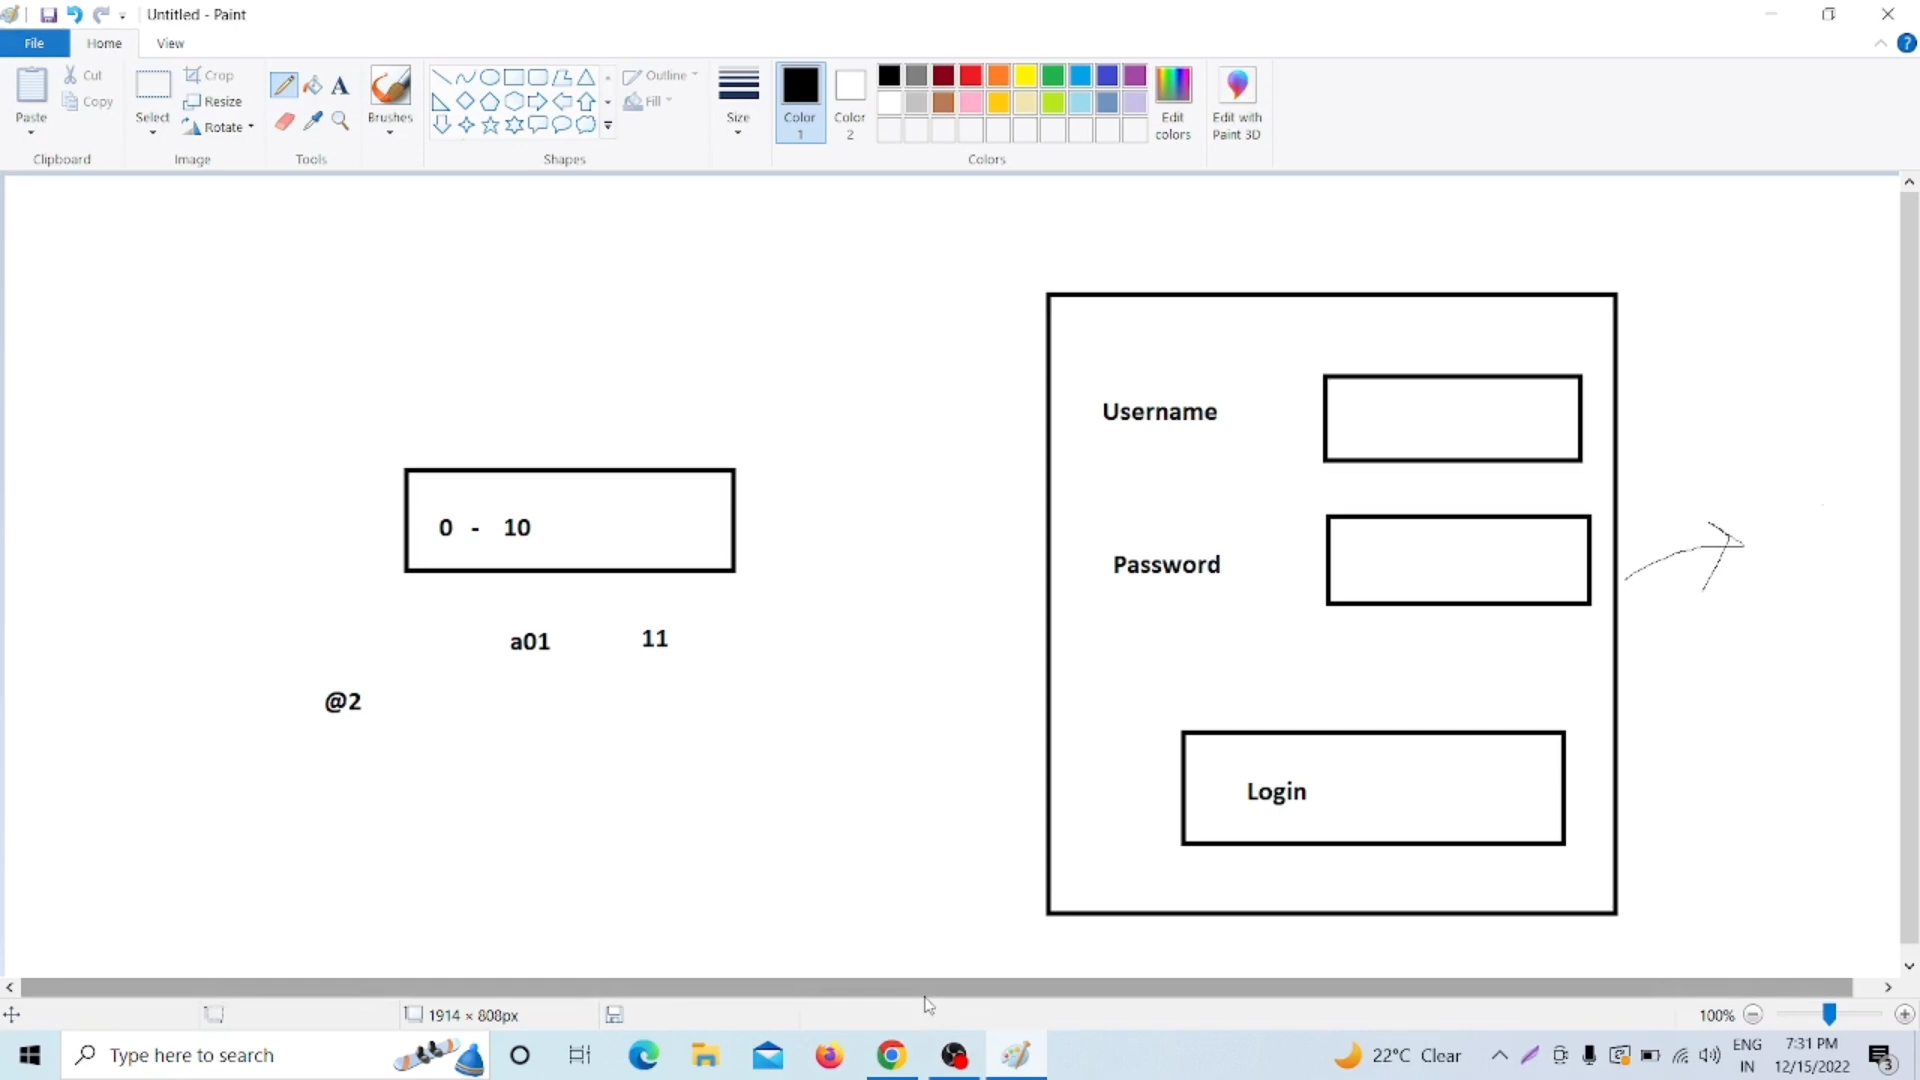 Untitled - Paint
File Home View
Paste
Cut
Copy
Clipboard
Select
Crop
Resize
Rotate
Image
Tools
Brushes
Outline
Fill
Shapes
Size
Color 1
Color 2
Edit colors
Colors
Edit with Paint 3D
0 - 10
a01 11
@2
Username
Password
Login
1914 × 808px
100%
Type here to search
22°C Clear
ENG
IN
7:31 PM
12/15/2022
3